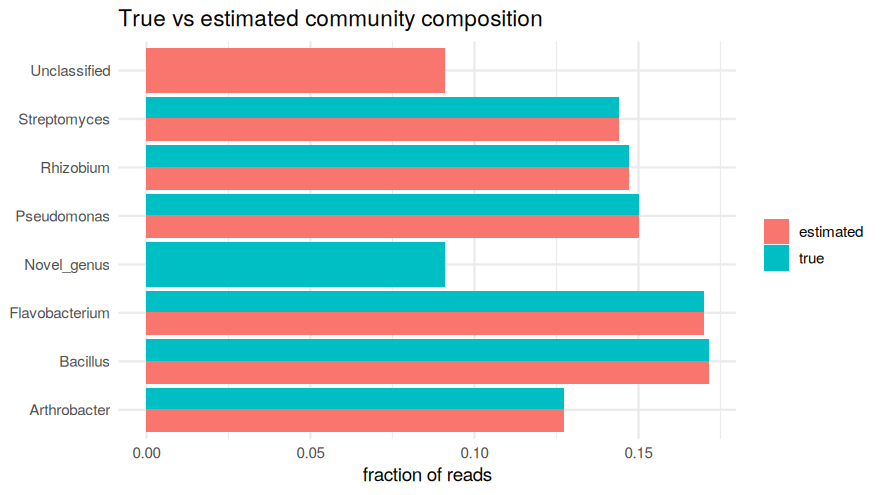 True vs estimated community composition
Unclassified
Streptomyces
Rhizobium
Pseudomonas
Novel_genus
Flavobacterium
Bacillus
Arthrobacter
0.00 0.05 0.10 0.15
fraction of reads
estimated
true